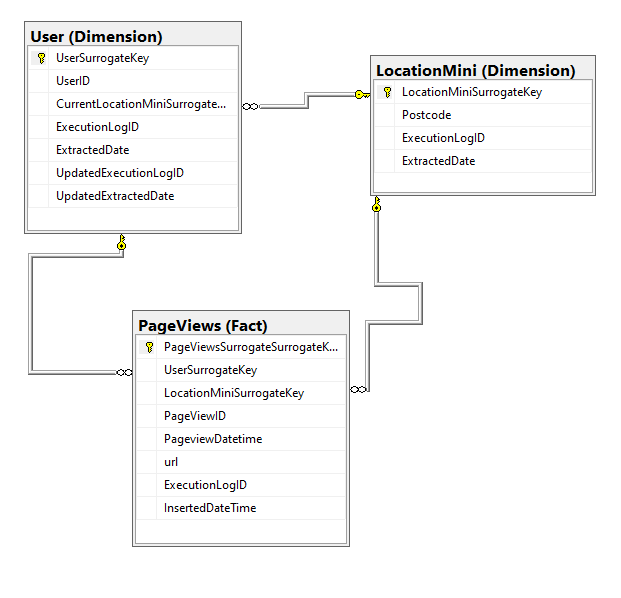 User (Dimension)
UserSurrogateKey
UserID
CurrentLocationMiniSurrogate...
ExecutionLogID
ExtractedDate
UpdatedExecutionLogID
UpdatedExtractedDate
LocationMini (Dimension)
LocationMiniSurrogateKey
Postcode
ExecutionLogID
ExtractedDate
PageViews (Fact)
PageViewsSurrogateSurrogateK...
UserSurrogateKey
LocationMiniSurrogateKey
PageViewID
PageviewDatetime
url
ExecutionLogID
InsertedDateTime